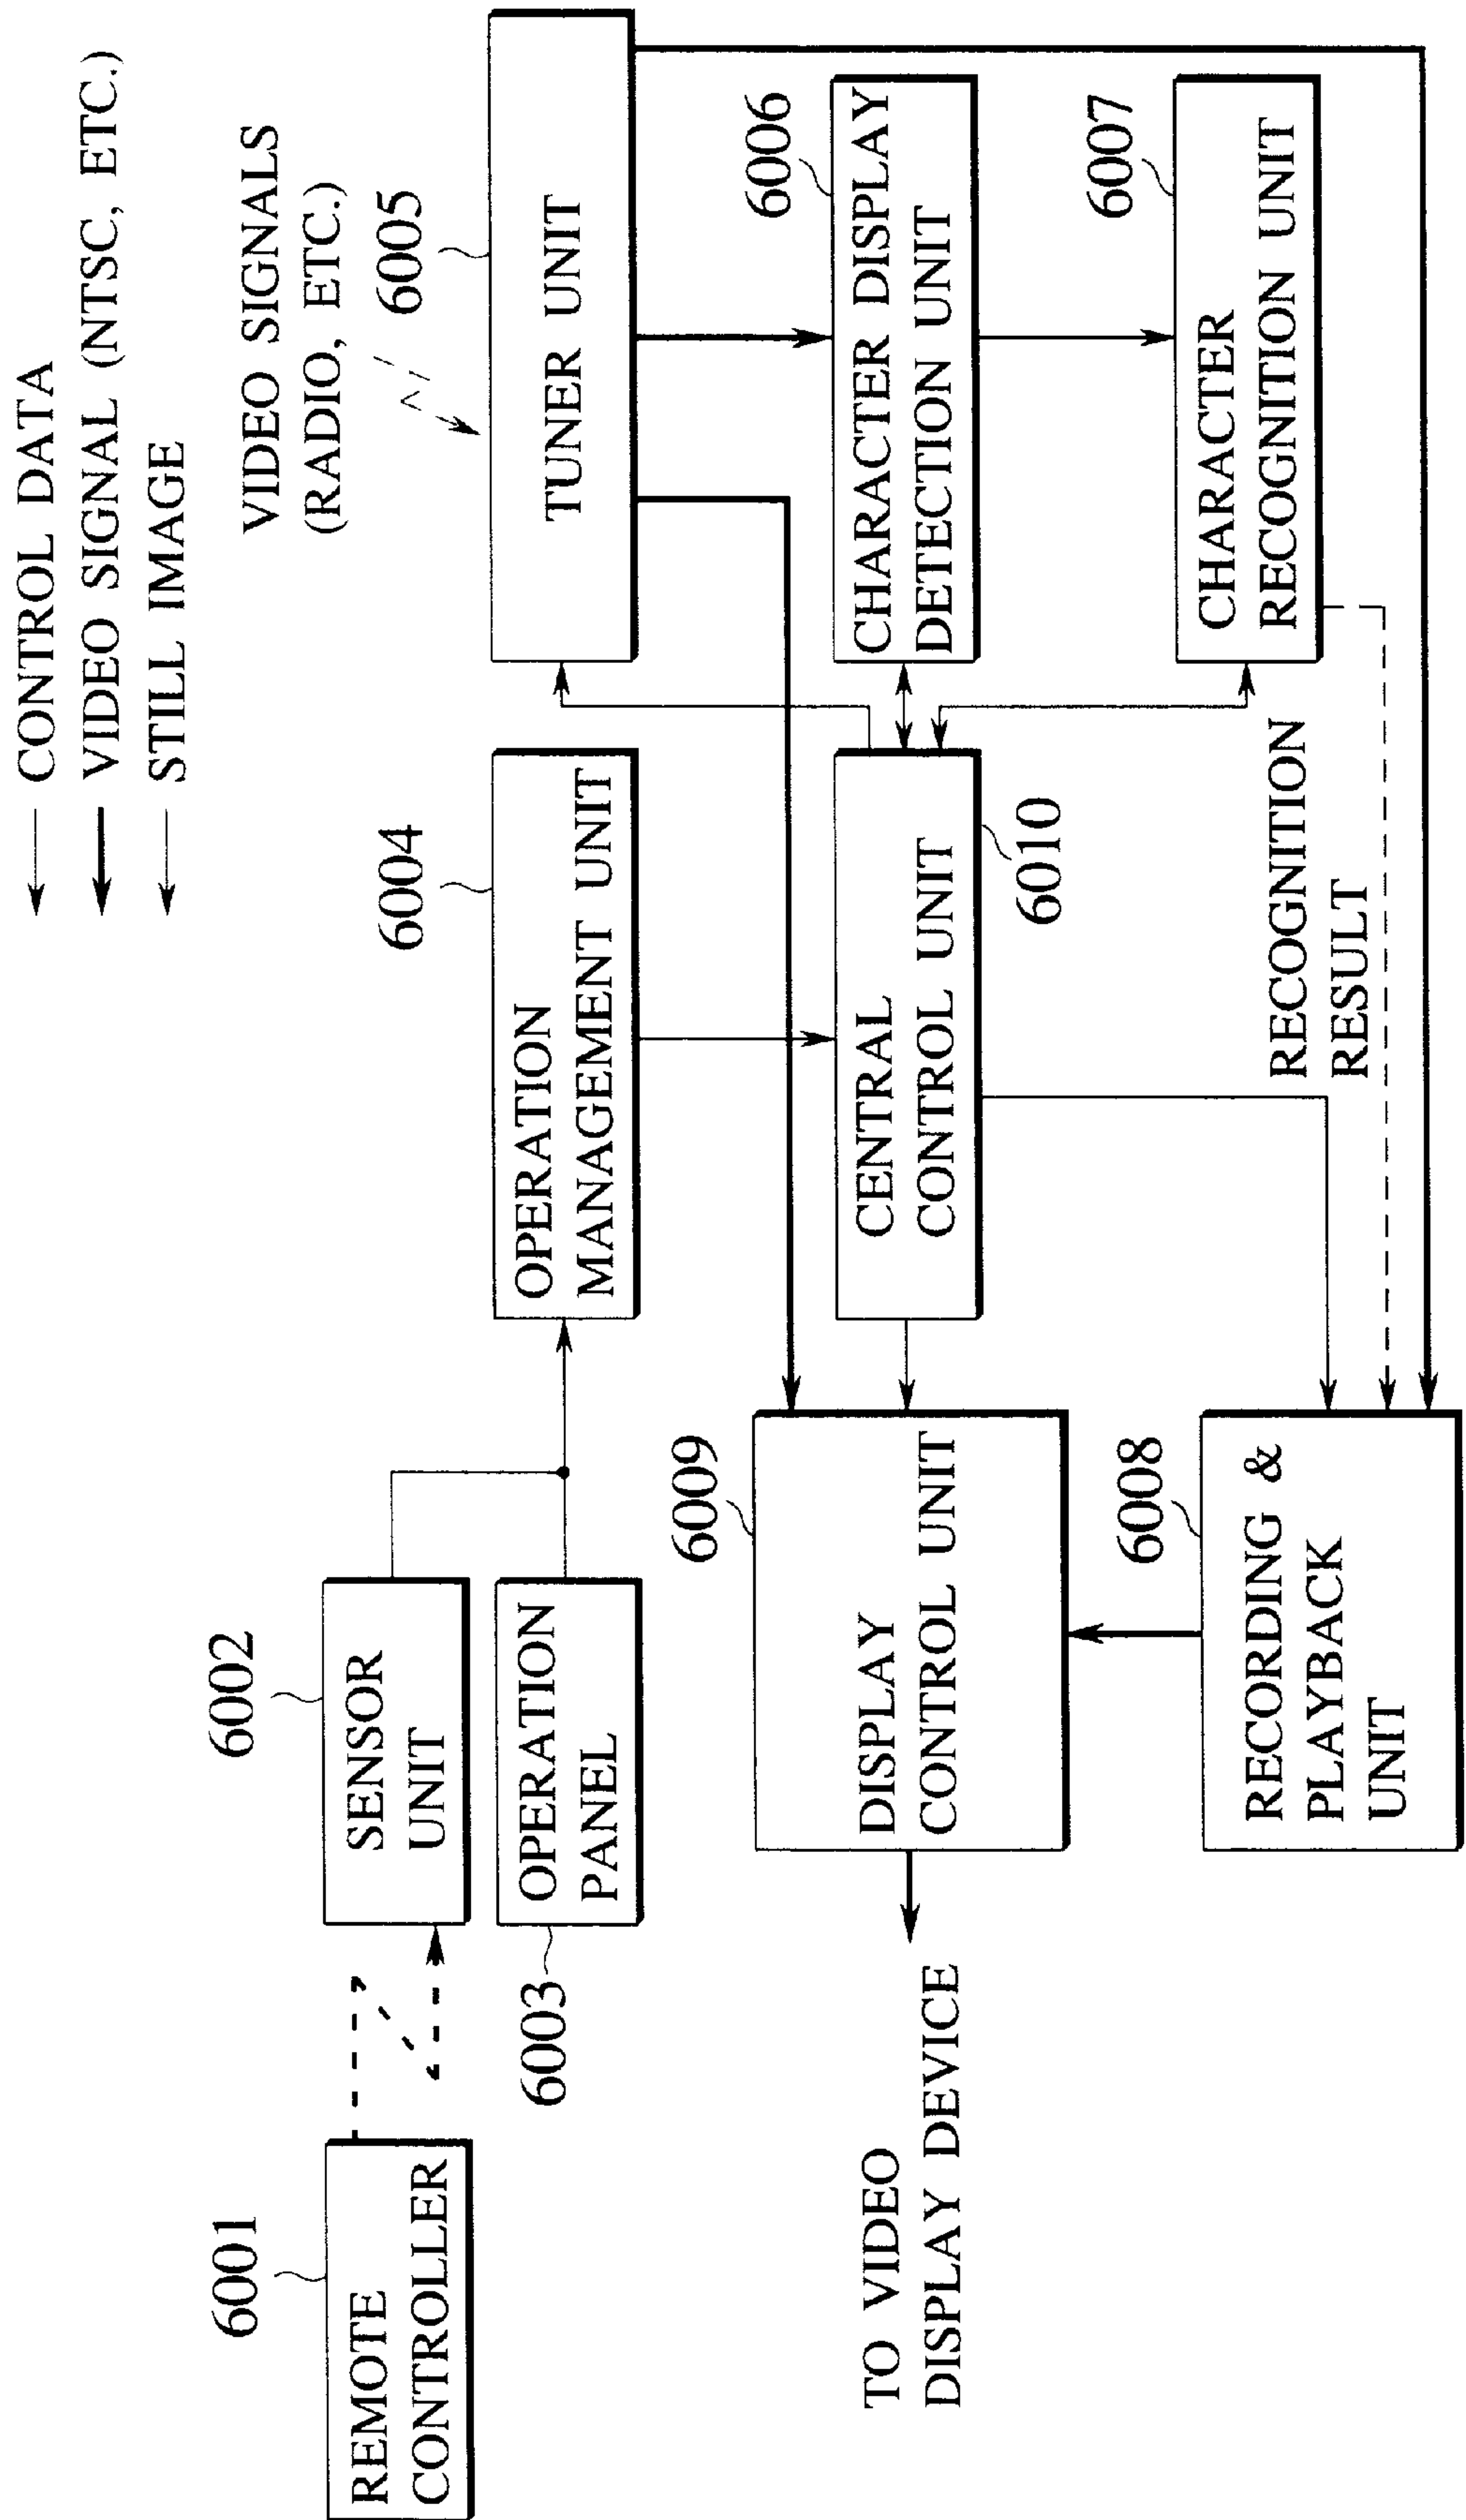 CONTROL DATA
VIDEO SIGNAL (NTSC, ETC.)
STILL IMAGE
VIDEO SIGNALS
(RADIO, ETC.)
6001
REMOTE
CONTROLLER
6002
SENSOR
UNIT
6003
OPERATION
PANEL
6004
OPERATION
MANAGEMENT UNIT
6005
TUNER UNIT
6009
DISPLAY
CONTROL UNIT
CENTRAL
CONTROL UNIT
6010
6006
CHARACTER DISPLAY
DETECTION UNIT
TO VIDEO
DISPLAY DEVICE
6008
RECORDING &
PLAYBACK
UNIT
RECOGNITION
RESULT
6007
CHARACTER
RECOGNITION UNIT